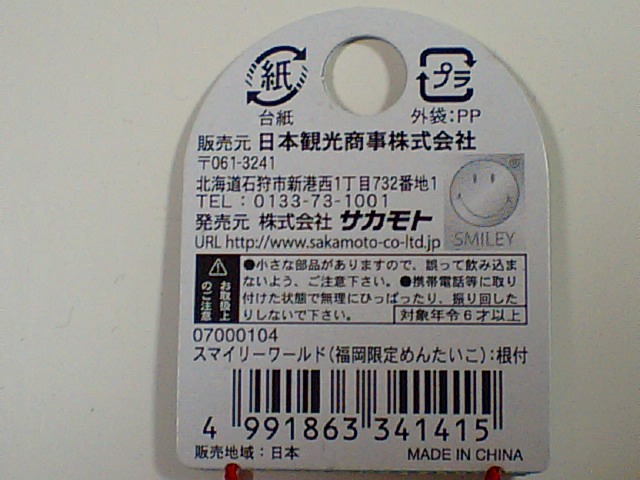 紙 プラ
台紙 外袋:PP
販売元 日本観光商事株式会社
〒061-3241
北海道石狩市新港西1丁目732番地1
TEL:0133-73-1001
発売元 株式会社 サカモト
URL http://www.sakamoto-co-ltd.jp
® SMILEY
お取扱上のご注意
●小さな部品がありますので、誤って飲み込ま
ないよう、ご注意下さい。●携帯電話等に取り
付けた状態で無理にひっぱったり、振り回した
りしないで下さい。 対象年令6才以上
07000104
スマイリーワールド(福岡限定めんたいこ):根付
4 991863 341415
販売地域:日本 MADE IN CHINA